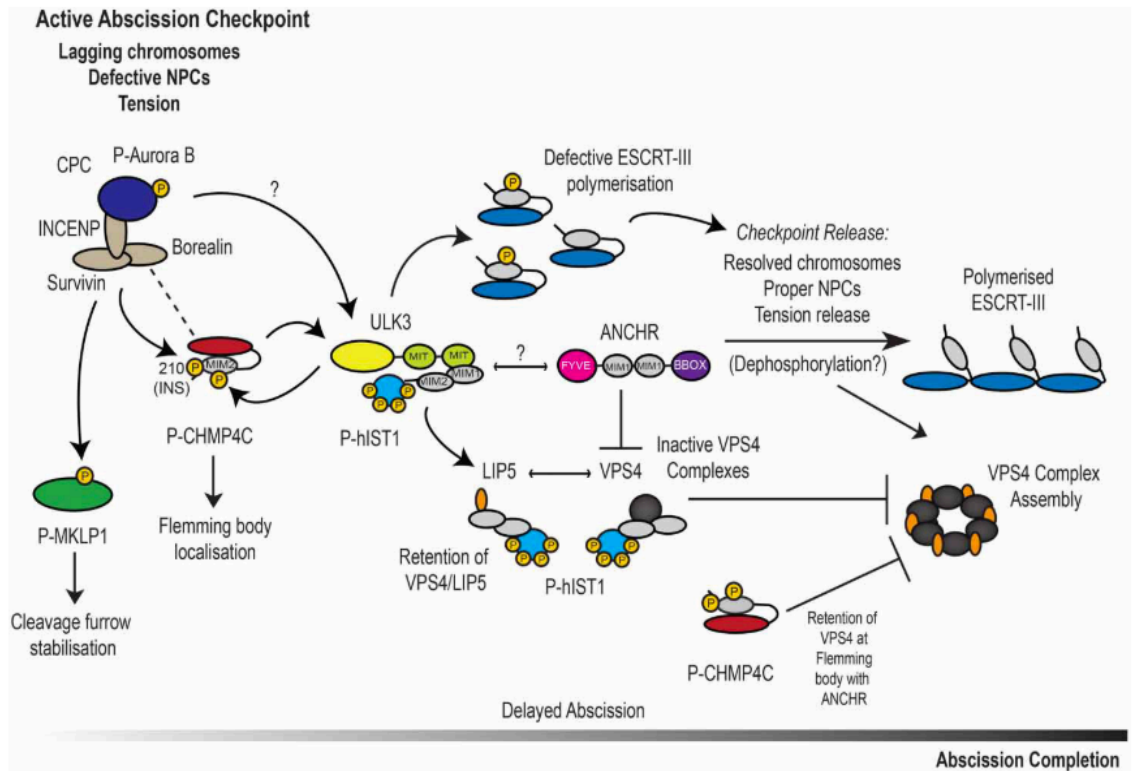 Active Abscission Checkpoint
Lagging chromosomes
Defective NPCs
Tension
CPC
P-Aurora B
P
INCENP
Borealin
Survivin
?
Defective ESCRT-III
polymerisation
P
P
Checkpoint Release:
Resolved chromosomes
Proper NPCs
Tension release
(Dephosphorylation?)
Polymerised
ESCRT-III
210
(INS)
P
MIM2
P
P-CHMP4C
Flemming body
localisation
ULK3
MIT
MIT
MIM1
MIM2
P
P
P
P
P-hIST1
?
ANCHR
FYVE
MIM1
MIM1
BBOX
P
P-MKLP1
Cleavage furrow
stabilisation
LIP5
VPS4
Inactive VPS4
Complexes
Retention of
VPS4/LIP5
P
P
P
P
P-hIST1
P
P
P
P
VPS4 Complex
Assembly
P
P
P-CHMP4C
Retention of
VPS4 at
Flemming
body with
ANCHR
Delayed Abscission
Abscission Completion